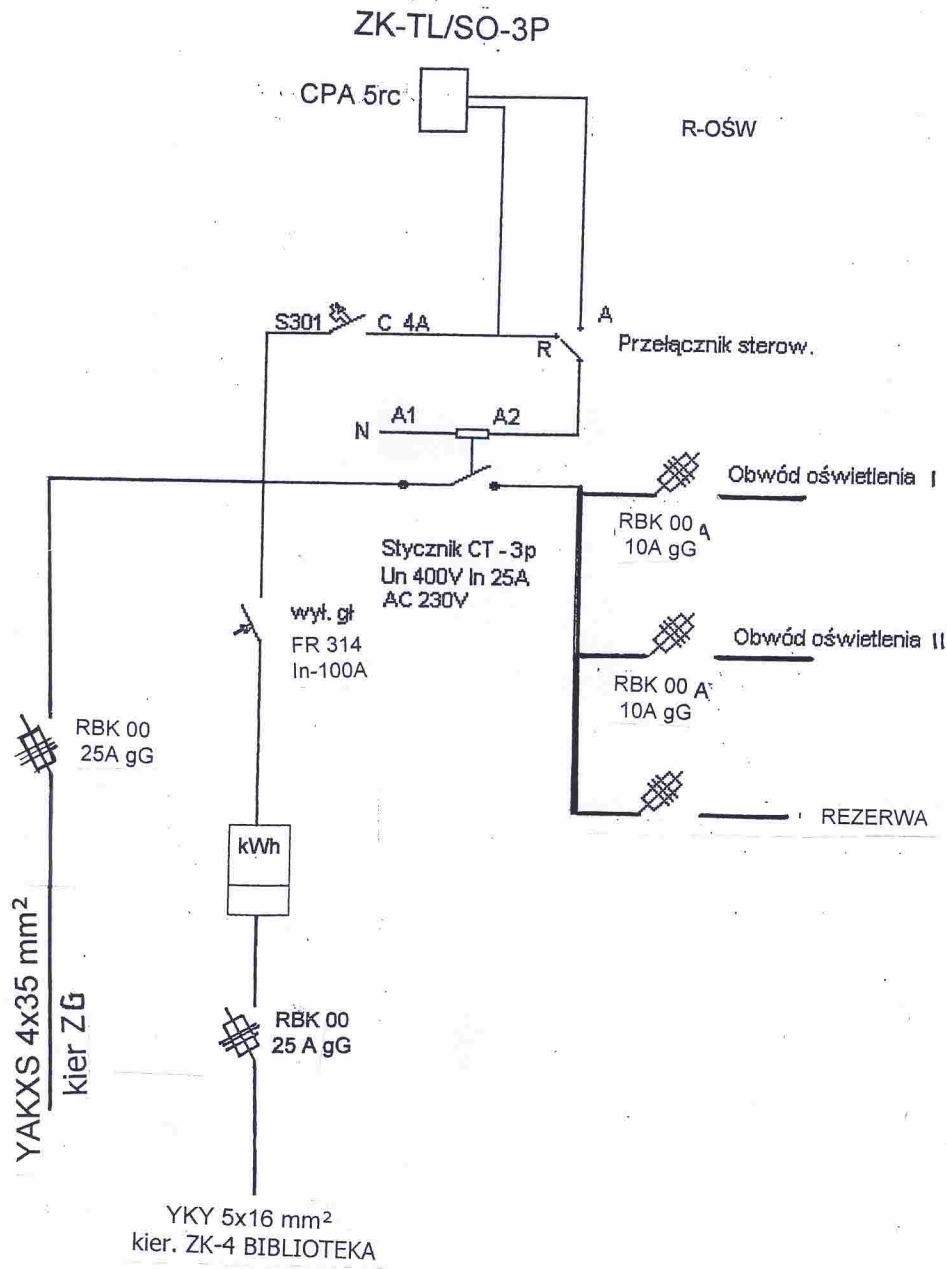 ZK-TL/SO-3P
CPA 5rc
R-OŚW
S301
C 4A
A
R
Przełącznik sterow.
N
A1
A2
Obwód oświetlenia I
RBK 00 A
10A gG
Stycznik CT - 3p
Un 400V In 25A
AC 230V
wył. gł
FR 314
In-100A
Obwód oświetlenia II
RBK 00 A
10A gG
RBK 00
25A gG
REZERWA
kWh
YAKXS 4x35 mm²
kier ZG
RBK 00
25 A gG
YKY 5x16 mm²
kier. ZK-4 BIBLIOTEKA